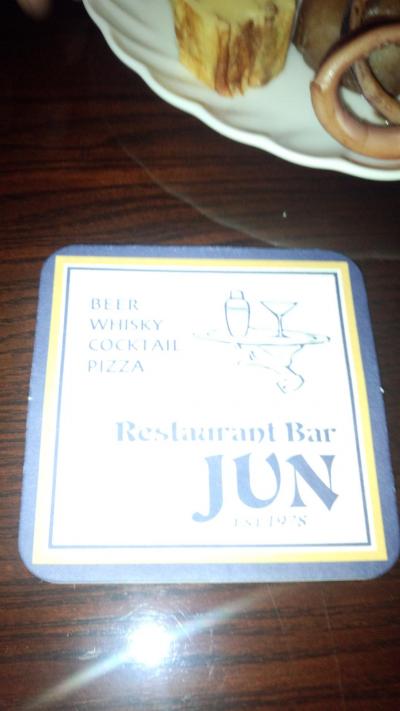 BEER
WHISKY
COCKTAIL
PIZZA
Restaurant Bar
JUN
EST. 1978